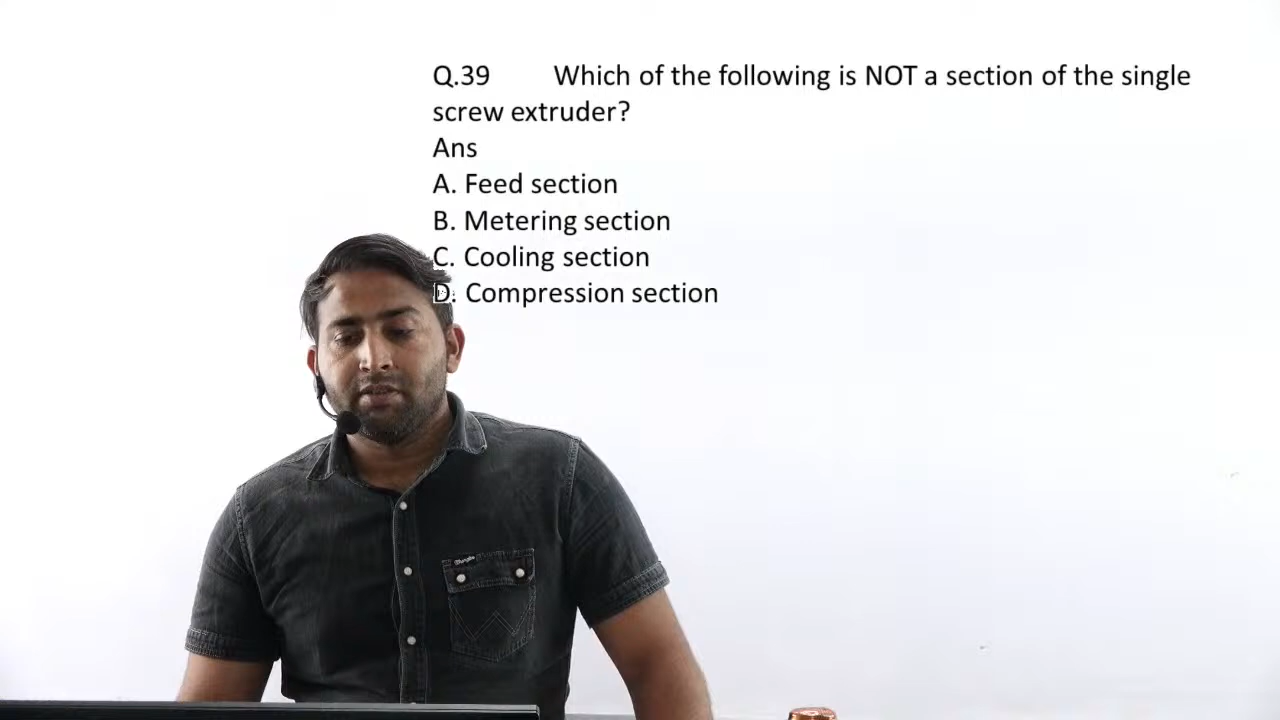 Q.39 Which of the following is NOT a section of the single
screw extruder?
Ans
A. Feed section
B. Metering section
C. Cooling section
D. Compression section